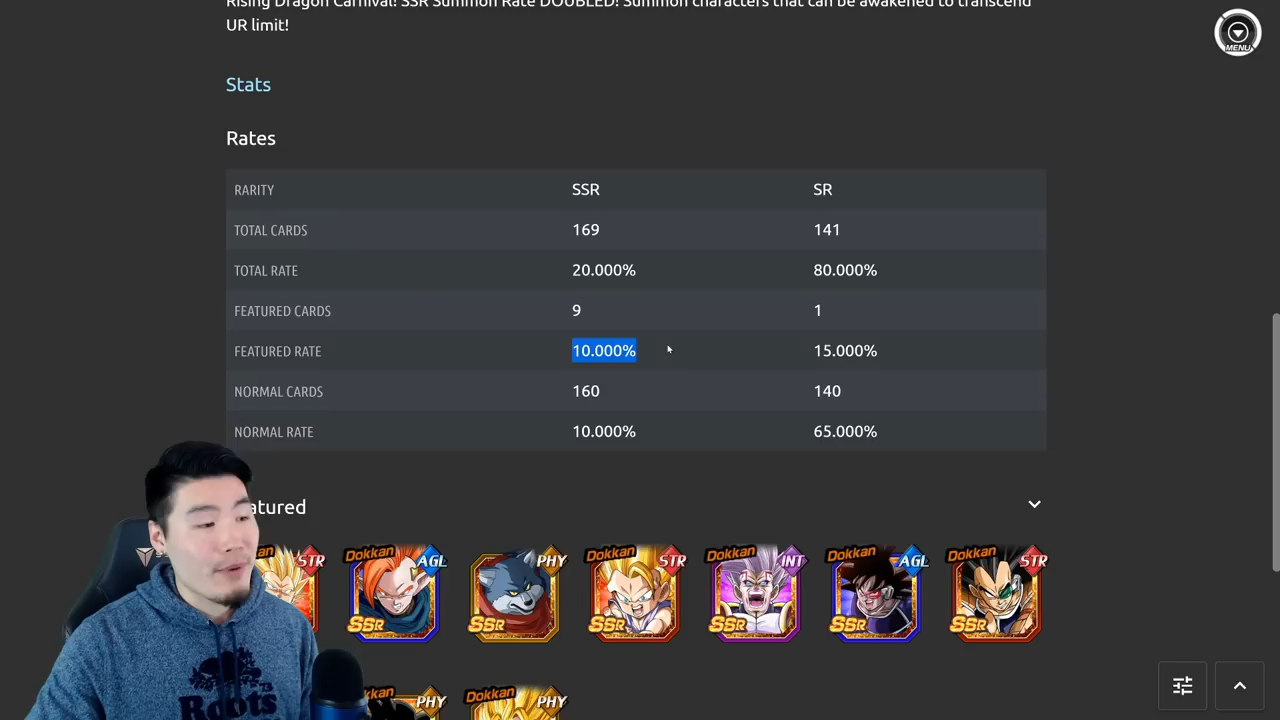 Rising Dragon Carnival! SSR Summon Rate DOUBLED! Summon characters that can be awakened to transcend
UR limit!
MENU
Stats
Rates
RARITY SSR SR
TOTAL CARDS 169 141
TOTAL RATE 20.000% 80.000%
FEATURED CARDS 9 1
FEATURED RATE 10.000% 15.000%
NORMAL CARDS 160 140
NORMAL RATE 10.000% 65.000%
atured
kan STR Dokkan AGL PHY Dokkan STR Dokkan INT Dokkan AGL Dokkan STR
SSR SSR SSR SSR SSR SSR
kkan PHY Dokkan PHY
Roots